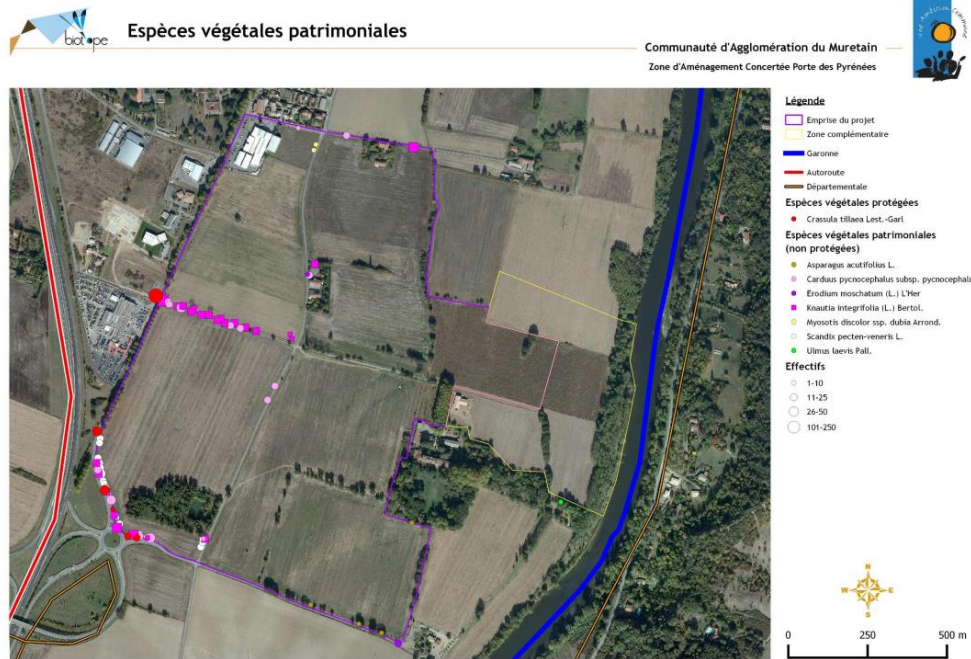 biotope
Espèces végétales patrimoniales
Communauté d'Agglomération du Muretain
Zone d'Aménagement Concertée Porte des Pyrénées
Une Ambition Commune
Légende
Emprise du projet
Zone complémentaire
Garonne
Autoroute
Départementale
Espèces végétales protégées
Crassula tillaea Lest.-Garl
Espèces végétales patrimoniales
(non protégées)
Asparagus acutifolius L.
Carduus pycnocephalus subsp. pycnocephalu
Erodium moschatum (L.) L'Her
Knautia integrifolia (L.) Bertol.
Myosotis discolor ssp. dubia Arrond.
Scandix pecten-veneris L.
Ulmus laevis Pall.
Effectifs
1-10
11-25
26-50
101-250
N
W E
S
0 250 500 m